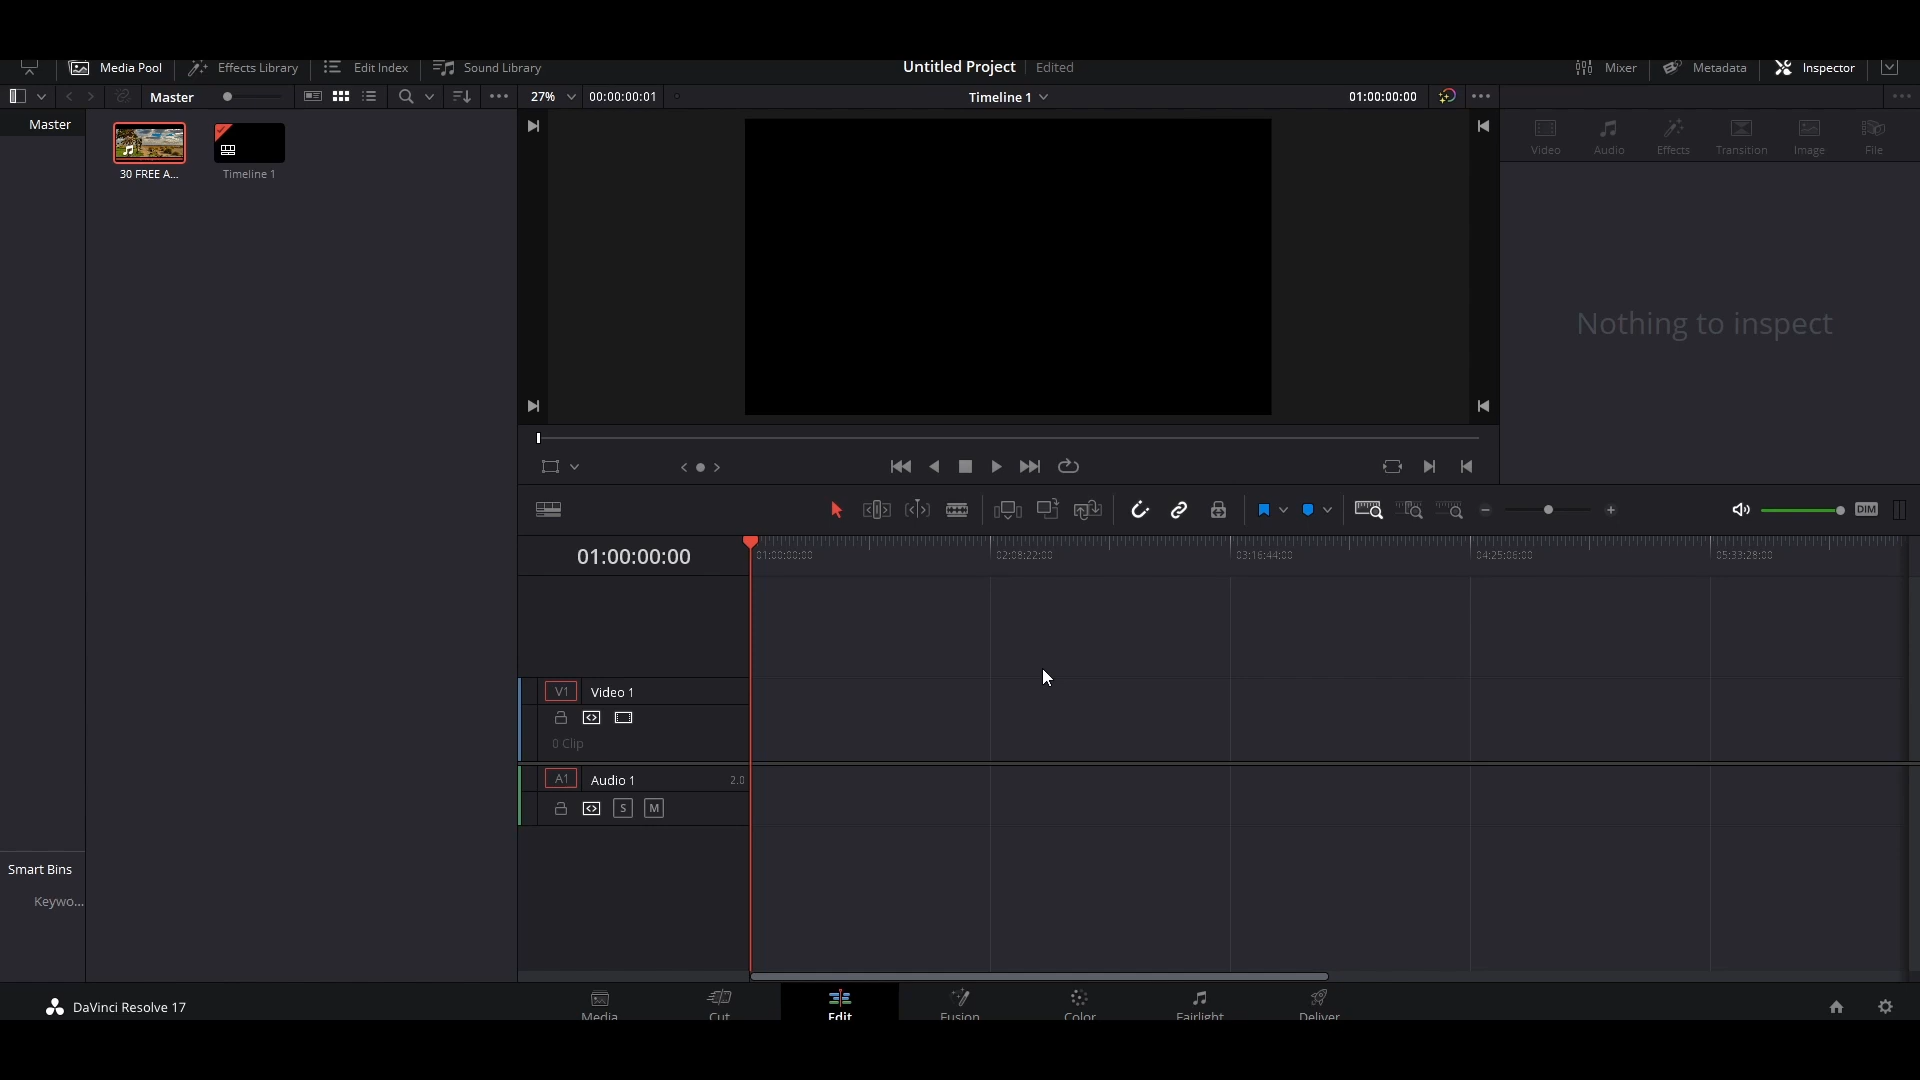 Media Pool Effects Library Edit Index Sound Library Untitled Project Edited Mixer Metadata Inspector
Master 27% 00:00:00:01 Timeline 1 01:00:00:00
Master
Video Audio Effects Transition Image File
30 FREE A... Timeline 1
Nothing to inspect
DIM
01:00:00:00 01:00:00:00 02:08:22:00 03:16:44:00 04:25:06:00 05:33:28:00
V1 Video 1
0 Clip
A1 Audio 1 2.0
S M
Smart Bins
Keywo...
DaVinci Resolve 17 Media Cut Edit Fusion Color Fairlight Deliver